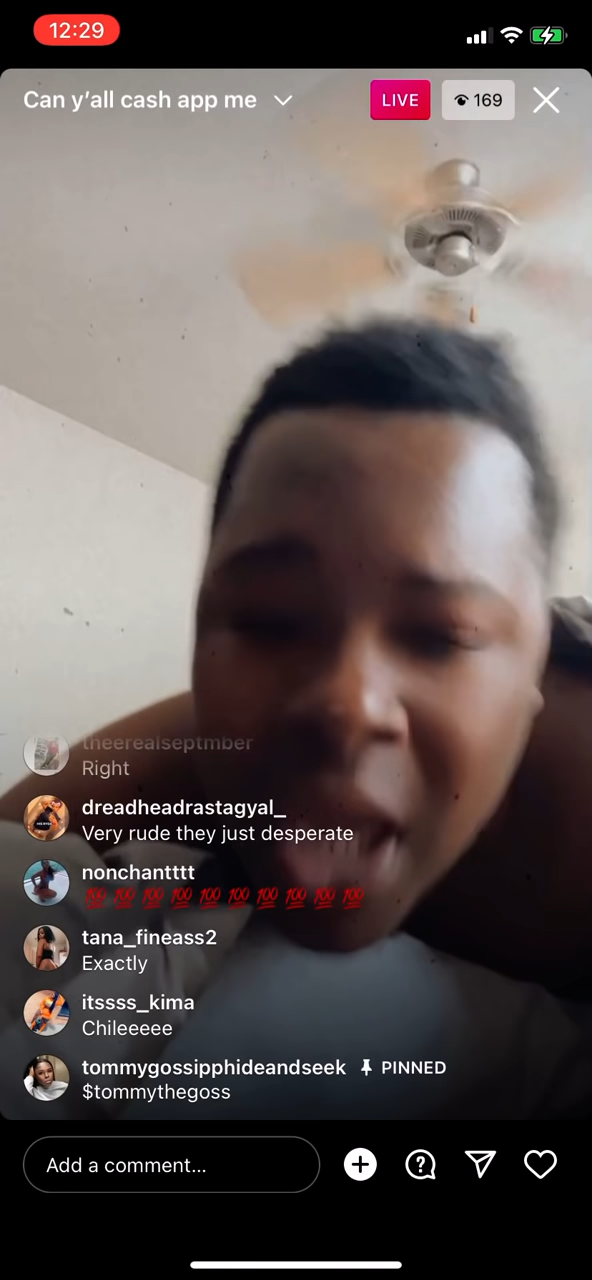 12:29
Can y’all cash app me
LIVE
169
theerealseptmber
Right
dreadheadrastagyal_
Very rude they just desperate
nonchantttt
💯 💯 💯 💯 💯 💯 💯 💯 💯 💯
tana_fineass2
Exactly
itssss_kima
Chileeeee
tommygossipphideandseek PINNED
$tommythegoss
Add a comment...